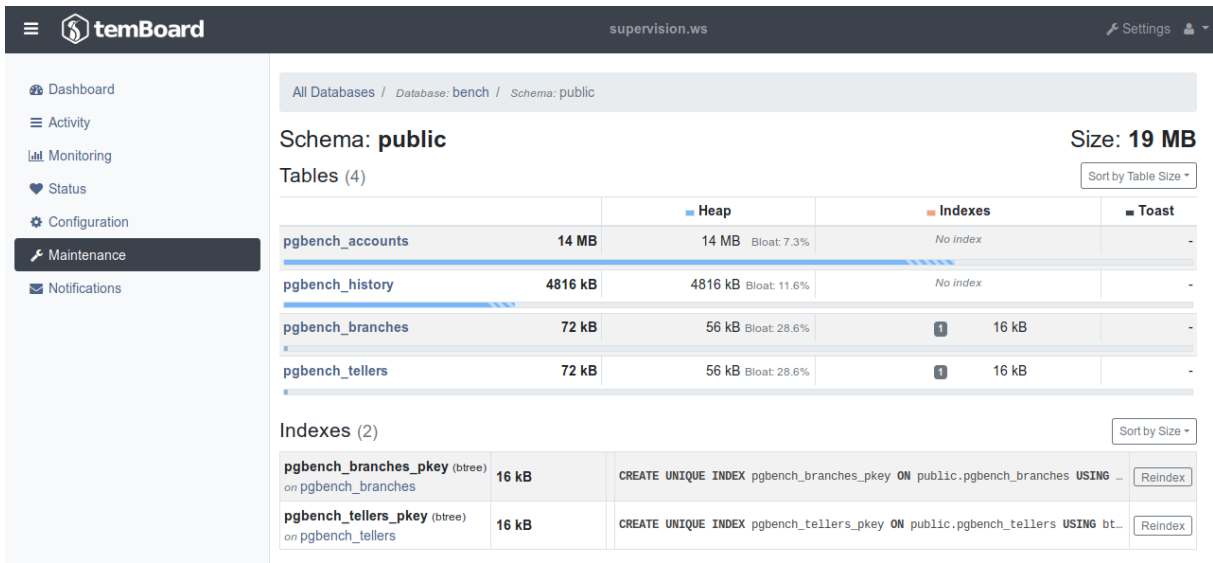 temBoard
supervision.ws
Settings
Dashboard
Activity
Monitoring
Status
Configuration
Maintenance
Notifications
All Databases / Database: bench / Schema: public
Schema: public
Size: 19 MB
Tables (4)
Sort by Table Size
Heap Indexes Toast
pgbench_accounts 14 MB 14 MB Bloat: 7.3% No index -
pgbench_history 4816 kB 4816 kB Bloat: 11.6% No index -
pgbench_branches 72 kB 56 kB Bloat: 28.6% 1 16 kB -
pgbench_tellers 72 kB 56 kB Bloat: 28.6% 1 16 kB -
Indexes (2)
Sort by Size
pgbench_branches_pkey (btree)
on pgbench_branches
16 kB
CREATE UNIQUE INDEX pgbench_branches_pkey ON public.pgbench_branches USING …
Reindex
pgbench_tellers_pkey (btree)
on pgbench_tellers
16 kB
CREATE UNIQUE INDEX pgbench_tellers_pkey ON public.pgbench_tellers USING bt…
Reindex